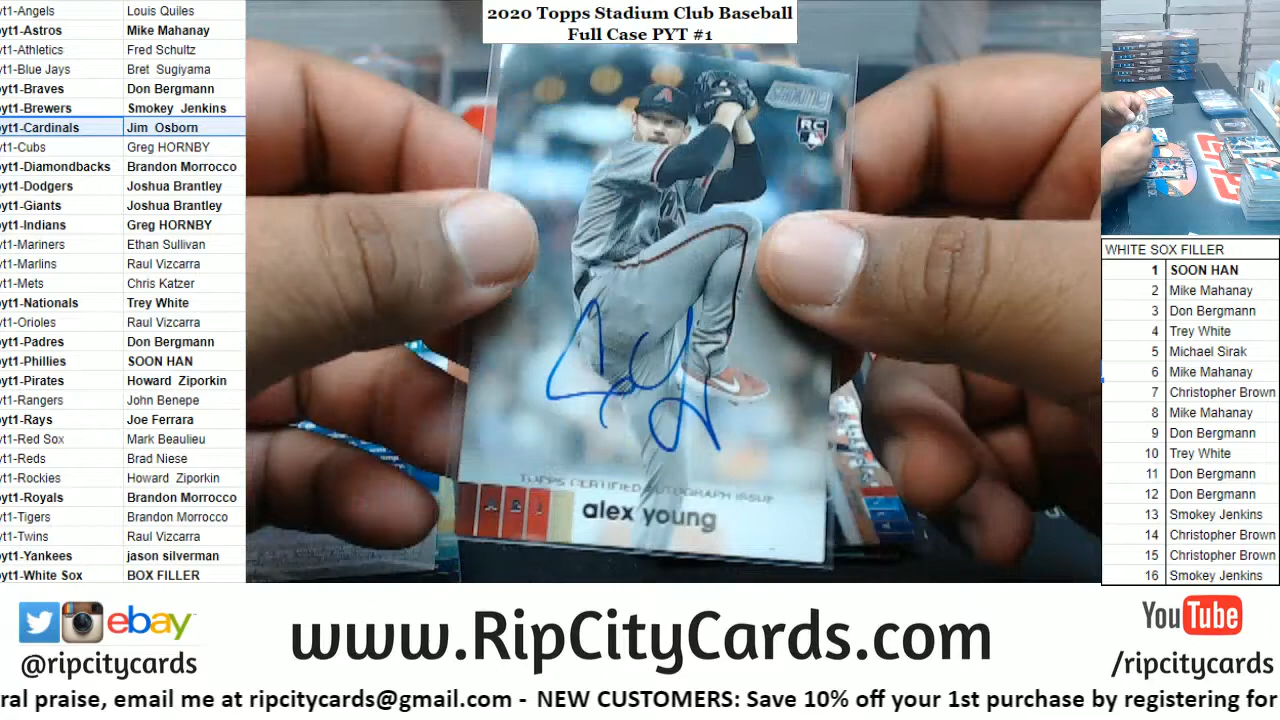 2020 Topps Stadium Club Baseball
Full Case PYT #1
yt1-Angels Louis Quiles
yt1-Astros Mike Mahanay
yt1-Athletics Fred Schultz
yt1-Blue Jays Bret Sugiyama
yt1-Braves Don Bergmann
yt1-Brewers Smokey Jenkins
yt1-Cardinals Jim Osborn
yt1-Cubs Greg HORNBY
yt1-Diamondbacks Brandon Morrocco
yt1-Dodgers Joshua Brantley
yt1-Giants Joshua Brantley
yt1-Indians Greg HORNBY
yt1-Mariners Ethan Sullivan
yt1-Marlins Raul Vizcarra
yt1-Mets Chris Katzer
yt1-Nationals Trey White
yt1-Orioles Raul Vizcarra
yt1-Padres Don Bergmann
yt1-Phillies SOON HAN
yt1-Pirates Howard Ziporkin
yt1-Rangers John Benepe
yt1-Rays Joe Ferrara
yt1-Red Sox Mark Beaulieu
yt1-Reds Brad Niese
yt1-Rockies Howard Ziporkin
yt1-Royals Brandon Morrocco
yt1-Tigers Brandon Morrocco
yt1-Twins Raul Vizcarra
yt1-Yankees jason silverman
yt1-White Sox BOX FILLER
STADIUM
RC
TOPPS CERTIFIED AUTOGRAPH ISSUE
alex young
WHITE SOX FILLER
1 SOON HAN
2 Mike Mahanay
3 Don Bergmann
4 Trey White
5 Michael Sirak
6 Mike Mahanay
7 Christopher Brown
8 Mike Mahanay
9 Don Bergmann
10 Trey White
11 Don Bergmann
12 Don Bergmann
13 Smokey Jenkins
14 Christopher Brown
15 Christopher Brown
16 Smokey Jenkins
ebay
@ripcitycards
www.RipCityCards.com
YouTube
/ripcitycards
ral praise, email me at ripcitycards@gmail.com - NEW CUSTOMERS: Save 10% off your 1st purchase by registering for